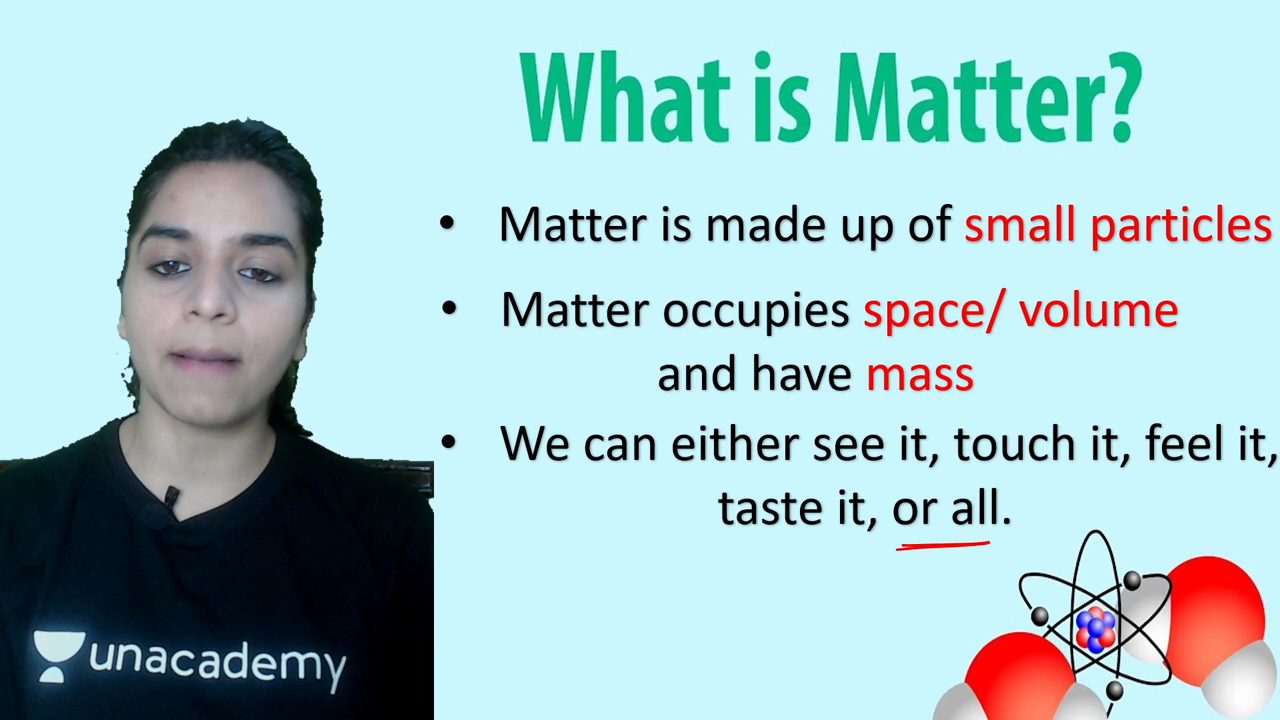 What is Matter?
• Matter is made up of small particles
• Matter occupies space/ volume
and have mass
• We can either see it, touch it, feel it,
taste it, or all.
unacademy